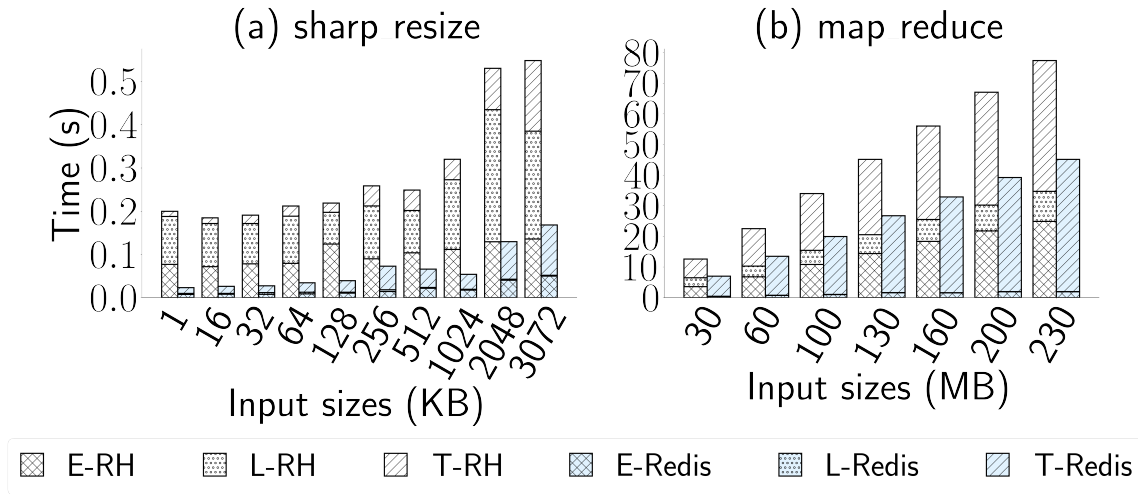 (a) sharp resize
(b) map reduce
Time (s)
0.5
0.4
0.3
0.2
0.1
0.0
1 16 32 64 128 256 512 1024 2048 3072
Input sizes (KB)
80
70
60
50
40
30
20
10
0
30 60 100 130 160 200 230
Input sizes (MB)
E-RH L-RH T-RH E-Redis L-Redis T-Redis